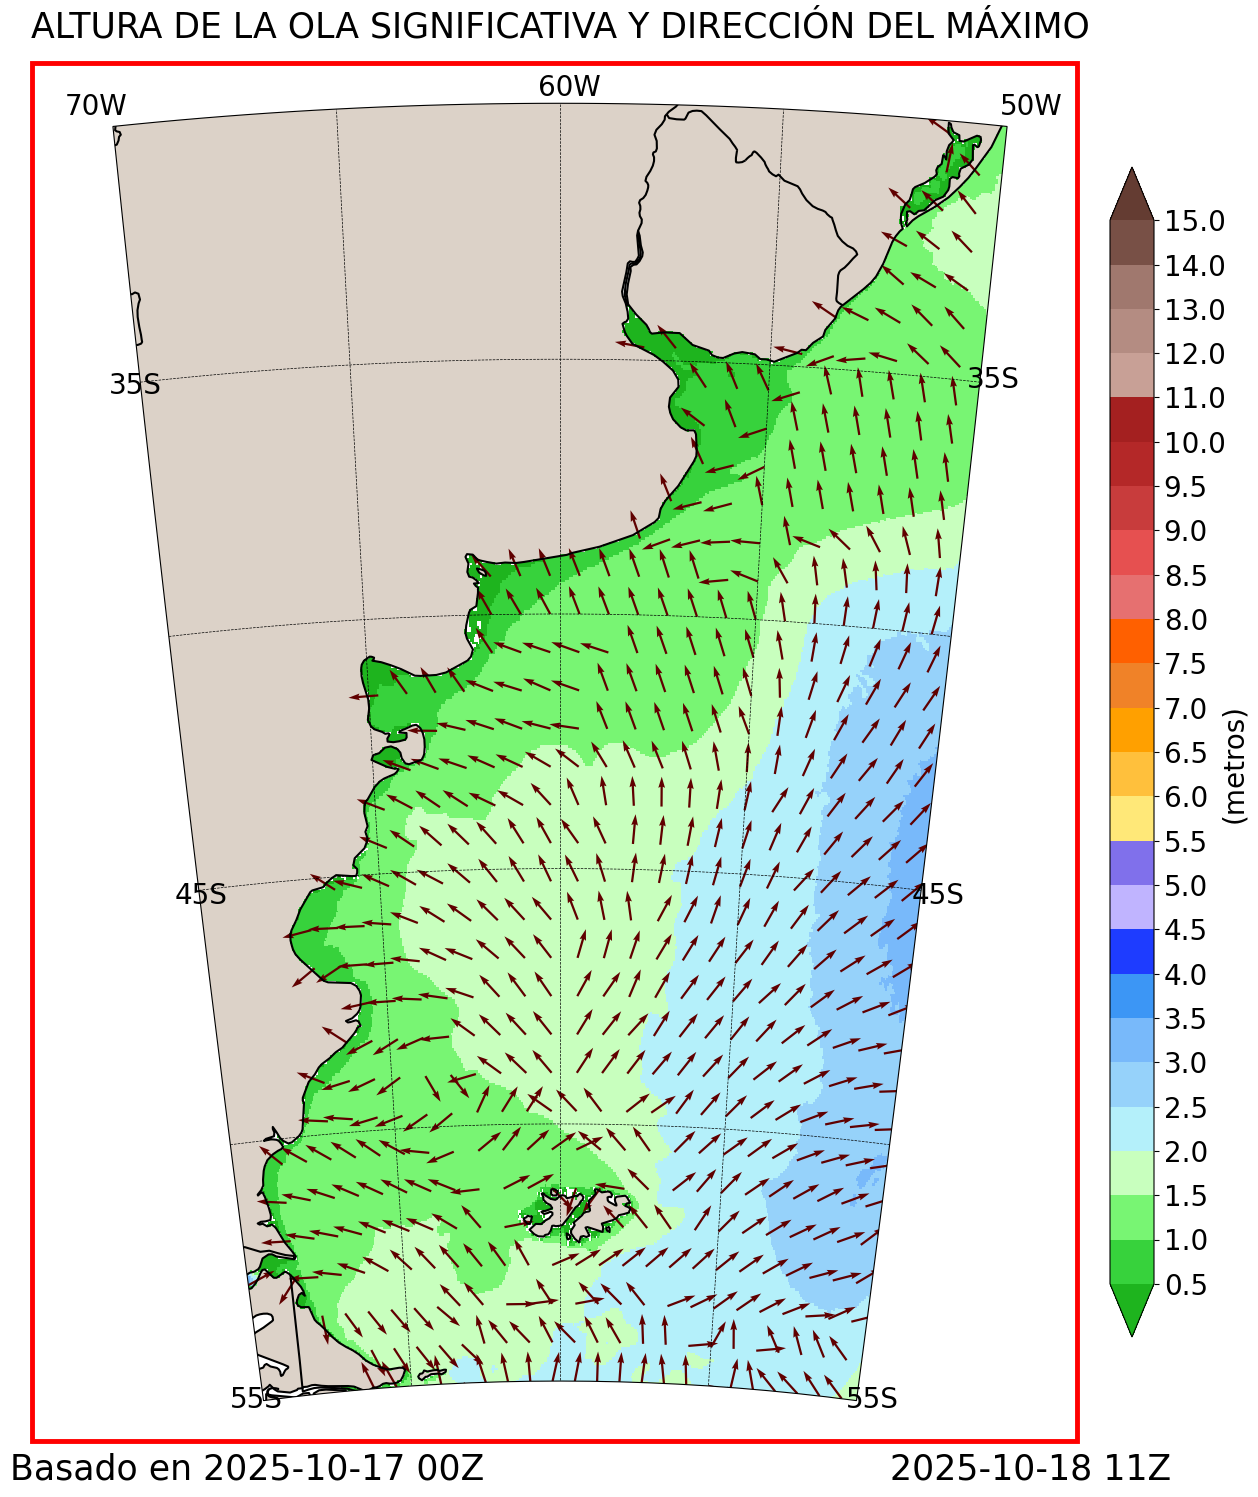 ALTURA DE LA OLA SIGNIFICATIVA Y DIRECCIÓN DEL MÁXIMO
70W
60W
50W
35S
35S
45S
45S
55S
55S
15.0
14.0
13.0
12.0
11.0
10.0
9.5
9.0
8.5
8.0
7.5
7.0
6.5
6.0
5.5
5.0
4.5
4.0
3.5
3.0
2.5
2.0
1.5
1.0
0.5
(metros)
Basado en 2025-10-17 00Z
2025-10-18 11Z